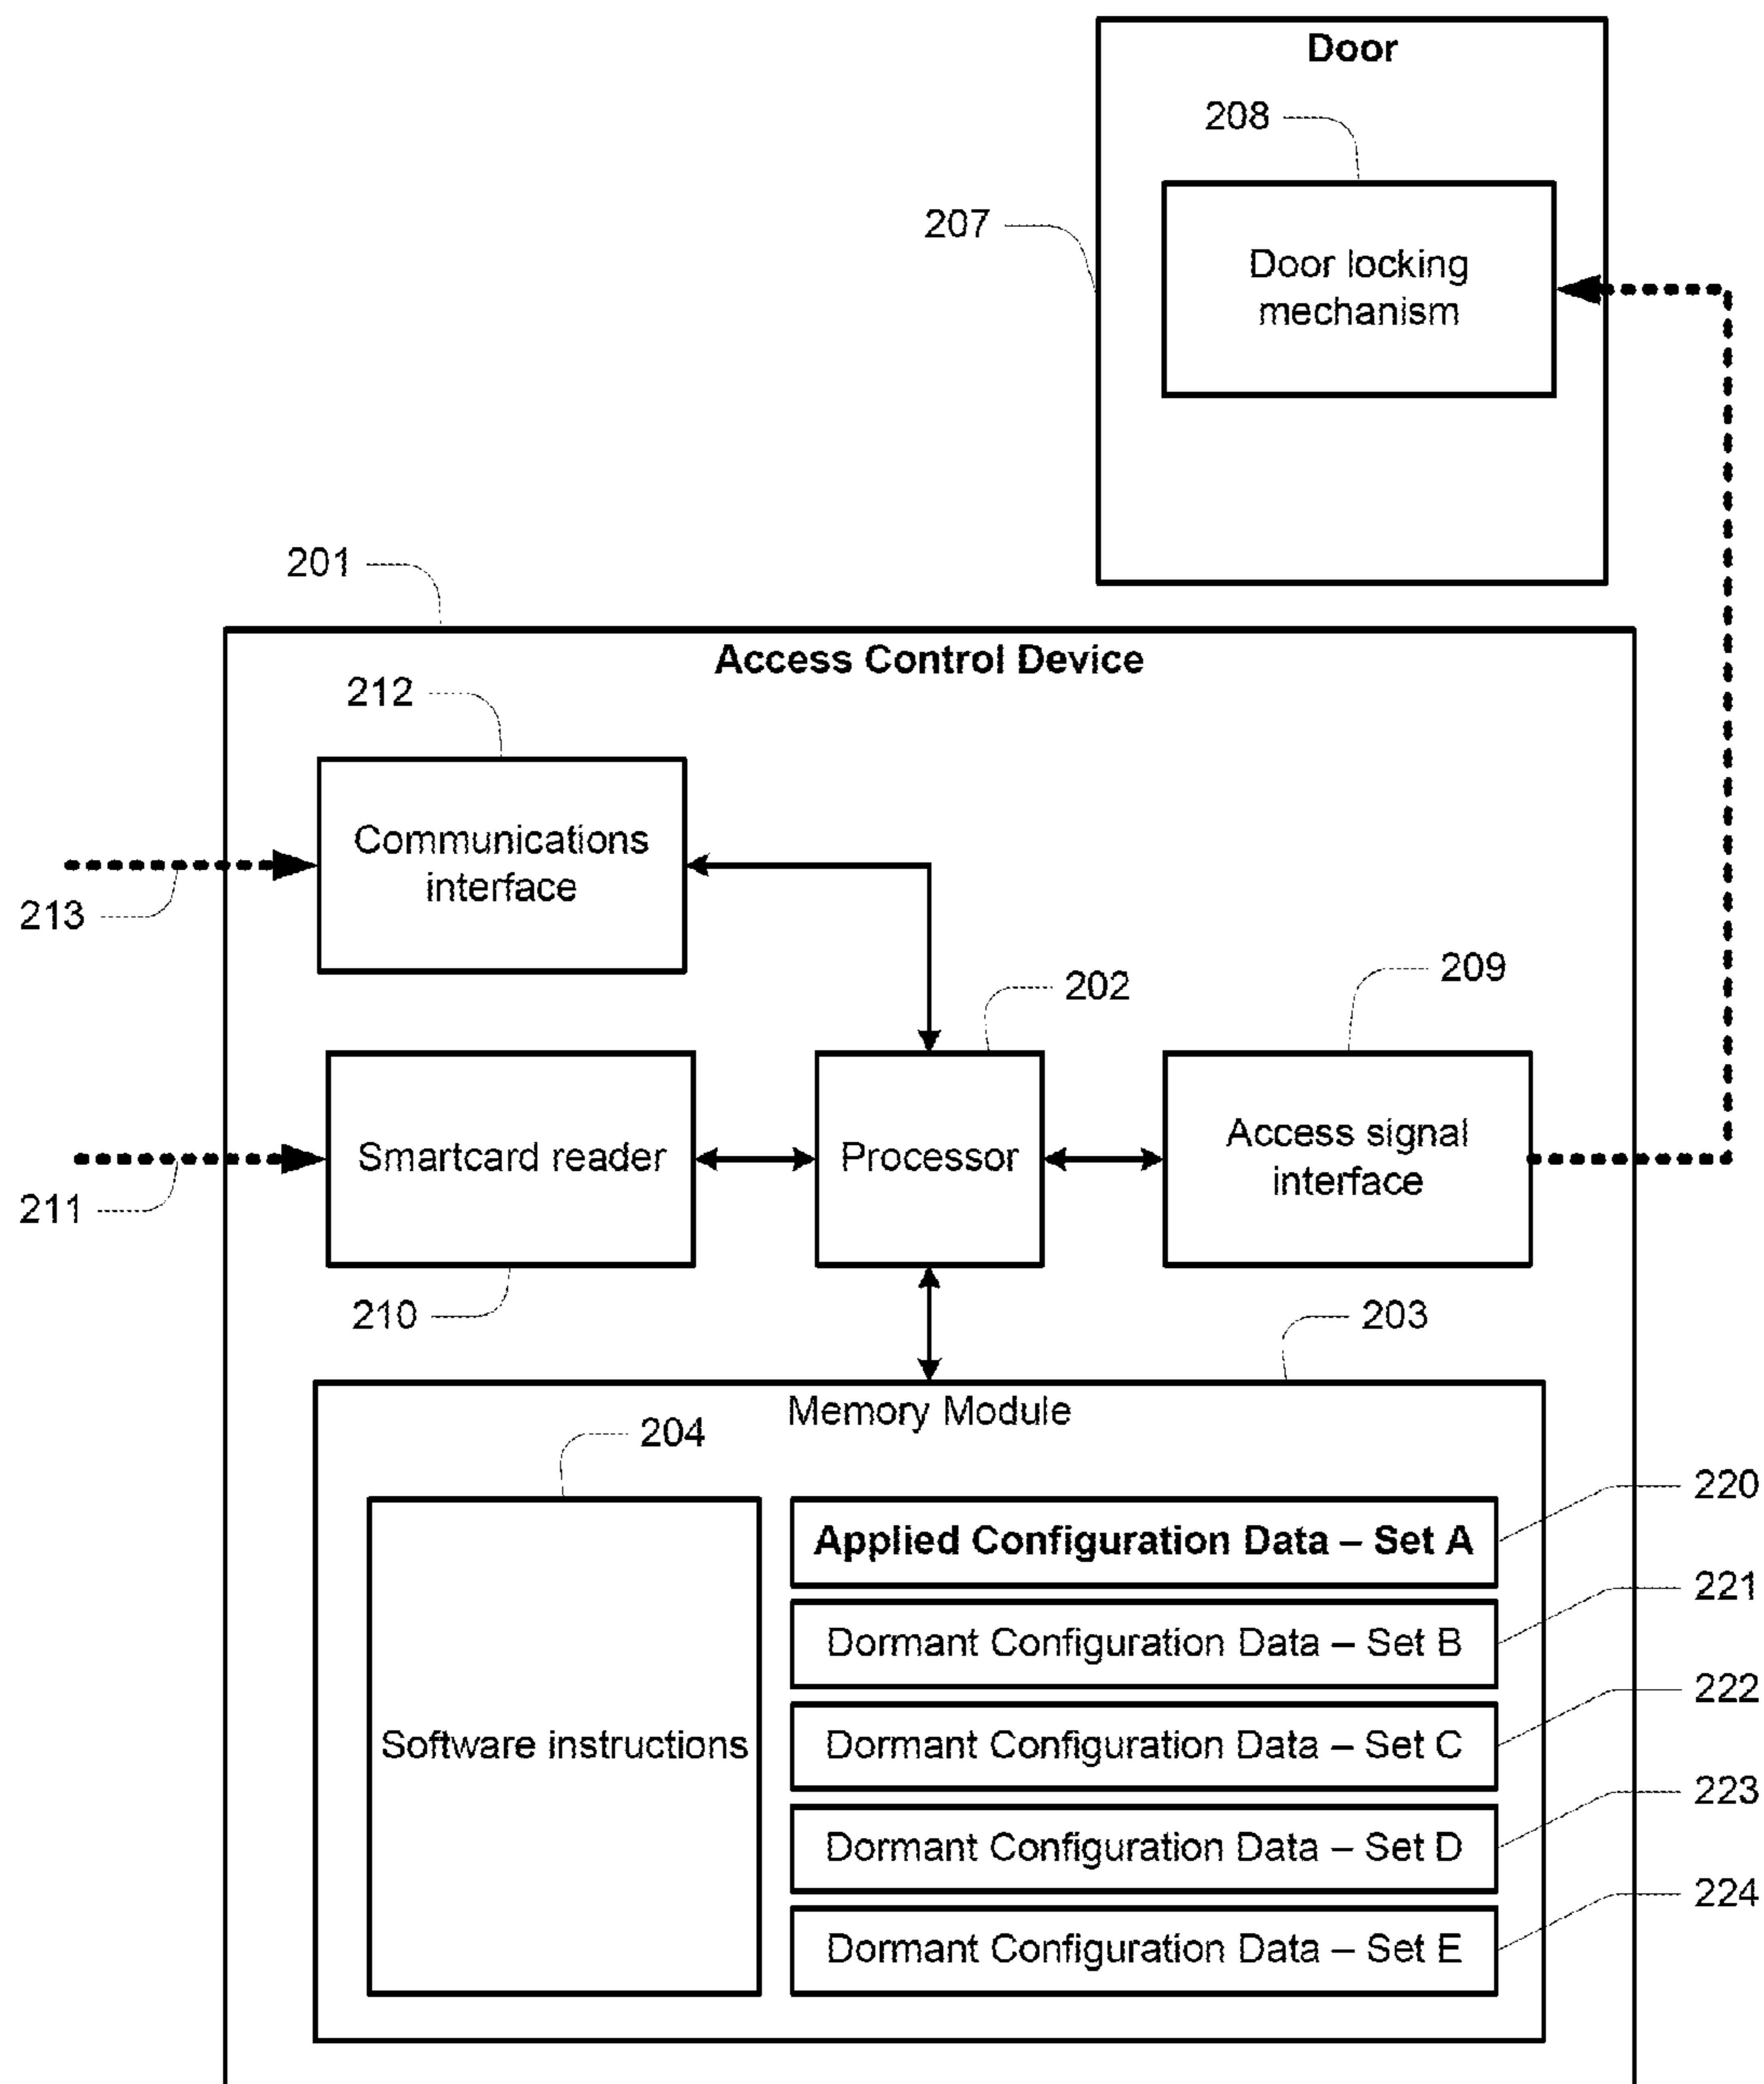 Door
208
207
Door locking
mechanism
201
Access Control Device
212
Communications
interface
213
202
209
Smartcard reader
Processor
Access signal
interface
211
210
203
Memory Module
204
220
Applied Configuration Data – Set A
221
Dormant Configuration Data – Set B
222
Software instructions
Dormant Configuration Data – Set C
223
Dormant Configuration Data – Set D
224
Dormant Configuration Data – Set E